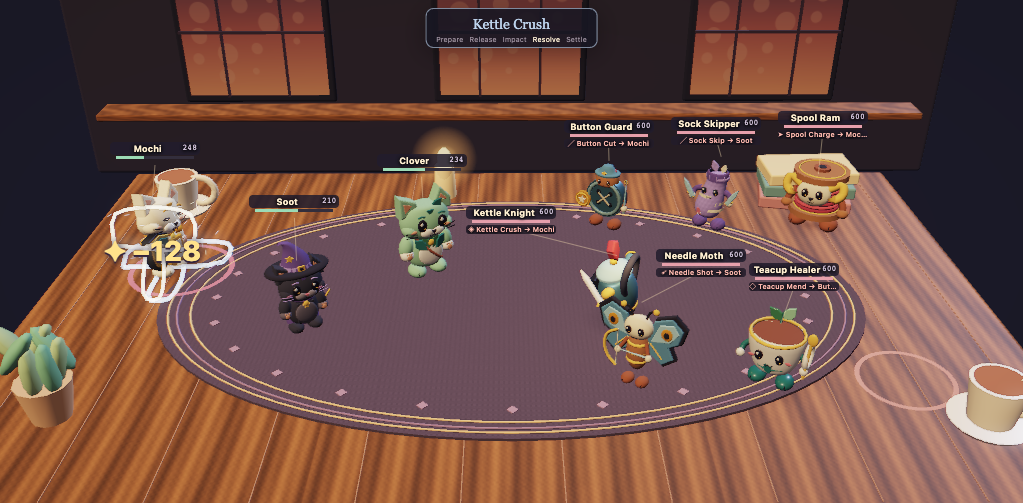 Kettle Crush
Prepare Release Impact Resolve Settle
Mochi 248
Soot 210
Clover 234
Button Guard 600
Button Cut → Mochi
Sock Skipper 600
Sock Skip → Soot
Spool Ram 600
Spool Charge → Moc...
Kettle Knight 600
Kettle Crush → Mochi
Needle Moth 600
Needle Shot → Soot
Teacup Healer 600
Teacup Mend → But...
−128